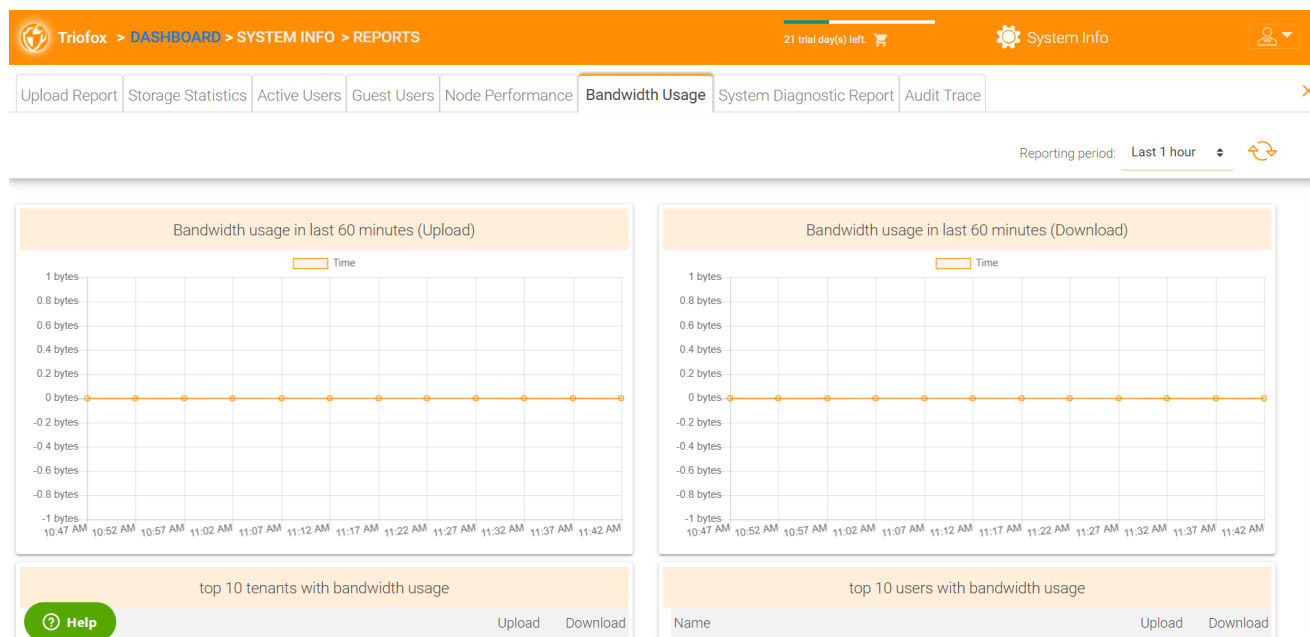 Triofox > DASHBOARD > SYSTEM INFO > REPORTS
21 trial day(s) left.
System Info
Upload Report Storage Statistics Active Users Guest Users Node Performance Bandwidth Usage System Diagnostic Report Audit Trace
Reporting period: Last 1 hour
Bandwidth usage in last 60 minutes (Upload)
Time
1 bytes
0.8 bytes
0.6 bytes
0.4 bytes
0.2 bytes
0 bytes
-0.2 bytes
-0.4 bytes
-0.6 bytes
-0.8 bytes
-1 bytes
10:47 AM 10:52 AM 10:57 AM 11:02 AM 11:07 AM 11:12 AM 11:17 AM 11:22 AM 11:27 AM 11:32 AM 11:37 AM 11:42 AM
Bandwidth usage in last 60 minutes (Download)
Time
1 bytes
0.8 bytes
0.6 bytes
0.4 bytes
0.2 bytes
0 bytes
-0.2 bytes
-0.4 bytes
-0.6 bytes
-0.8 bytes
-1 bytes
10:47 AM 10:52 AM 10:57 AM 11:02 AM 11:07 AM 11:12 AM 11:17 AM 11:22 AM 11:27 AM 11:32 AM 11:37 AM 11:42 AM
top 10 tenants with bandwidth usage
Upload Download
top 10 users with bandwidth usage
Name Upload Download
? Help